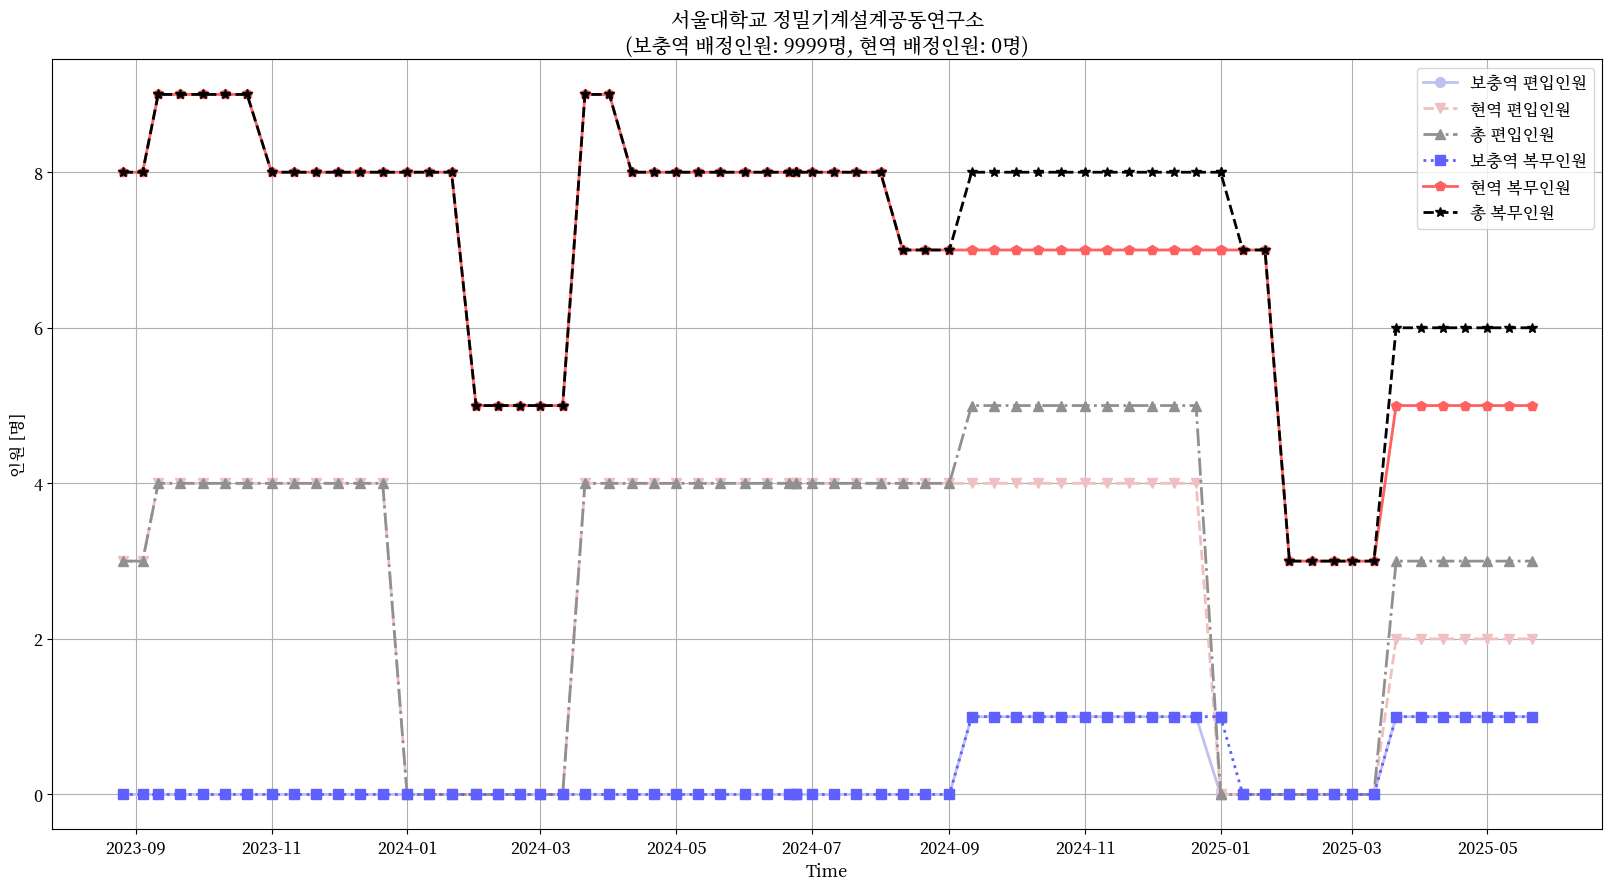 서울대학교 정밀기계설계공동연구소
(보충역 배정인원: 9999명, 현역 배정인원: 0명)
보충역 편입인원
현역 편입인원
총 편입인원
보충역 복무인원
현역 복무인원
총 복무인원
인원 [명]
8
6
4
2
0
2023-09
2023-11
2024-01
2024-03
2024-05
2024-07
2024-09
2024-11
2025-01
2025-03
2025-05
Time